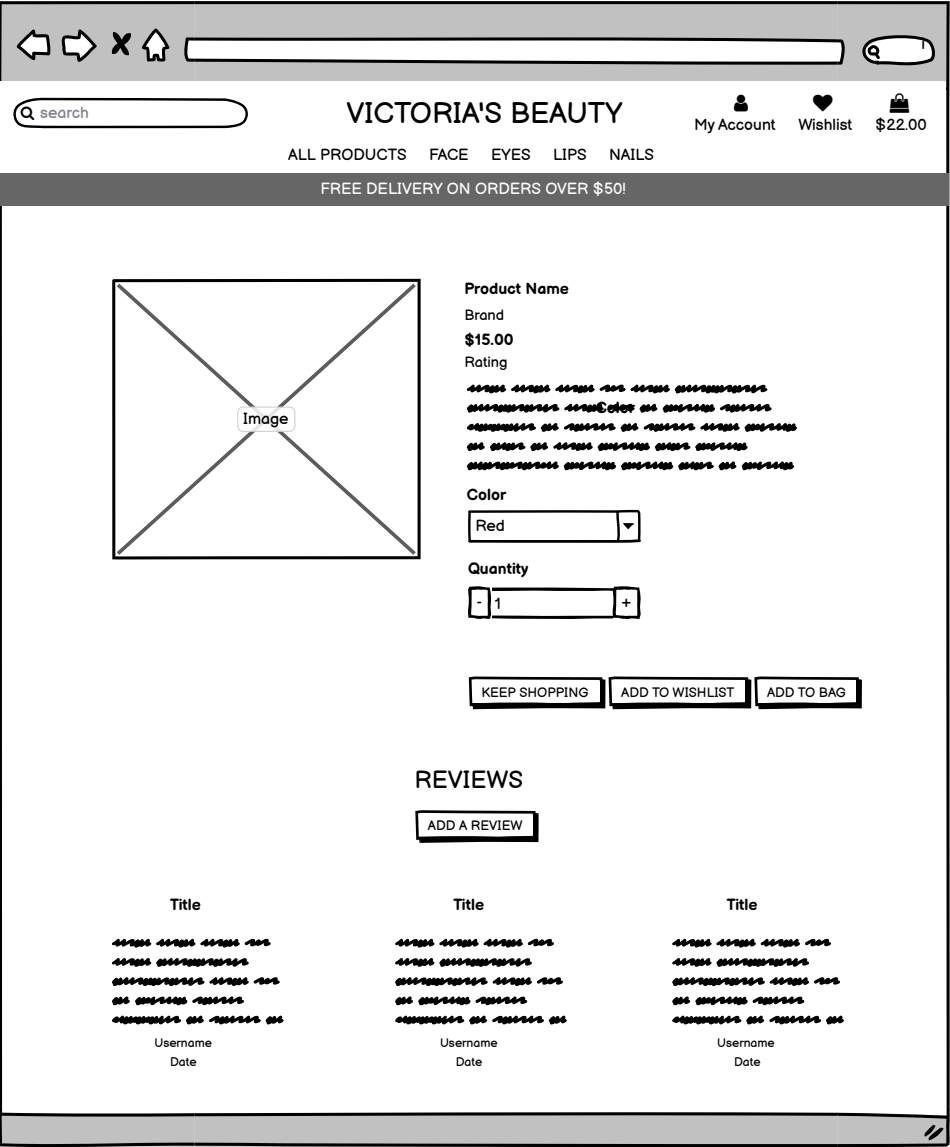 search
VICTORIA'S BEAUTY
My Account Wishlist $22.00
ALL PRODUCTS FACE EYES LIPS NAILS
FREE DELIVERY ON ORDERS OVER $50!
Image
Product Name
Brand
$15.00
Rating
Color
Color
Red
Quantity
- 1 +
KEEP SHOPPING ADD TO WISHLIST ADD TO BAG
REVIEWS
ADD A REVIEW
Title Title Title
Username Username Username
Date Date Date